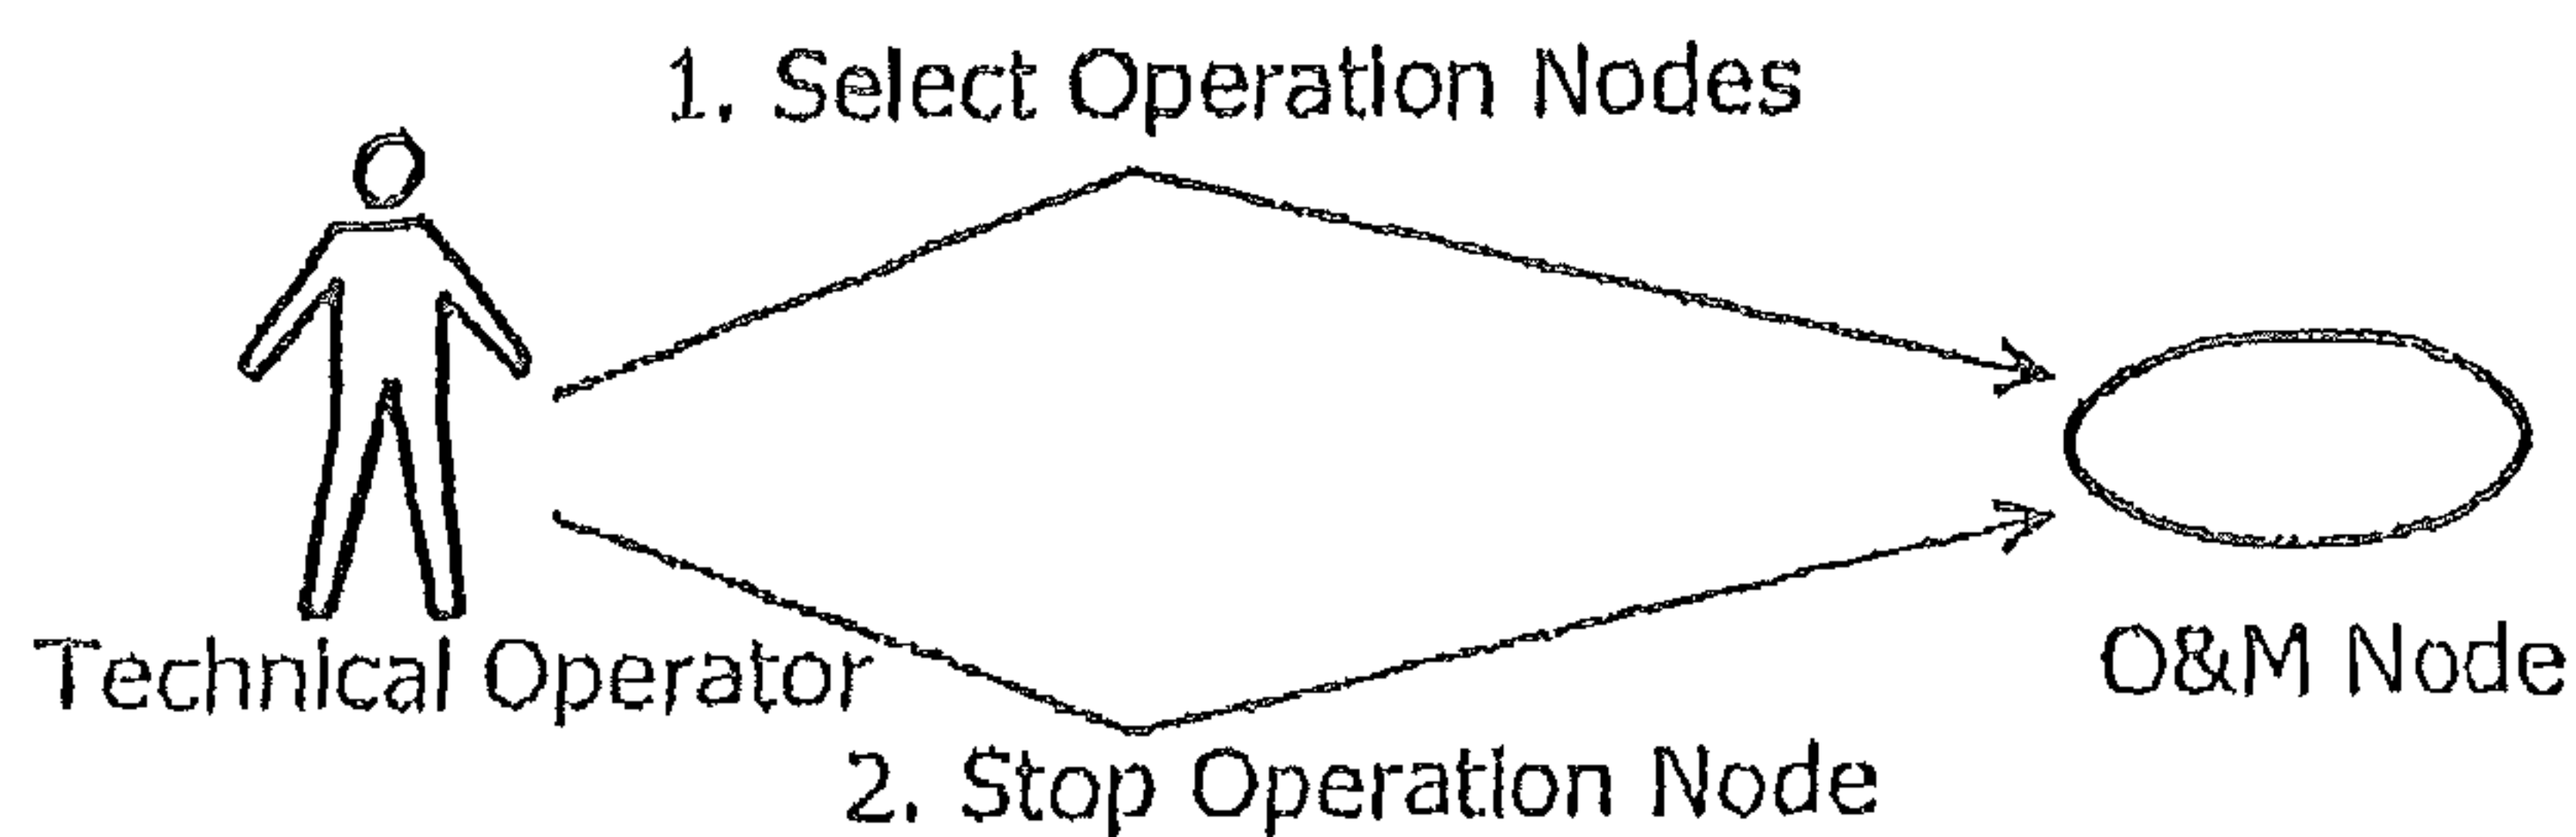 1. Select Operation Nodes
Technical Operator
O&M Node
2. Stop Operation Node